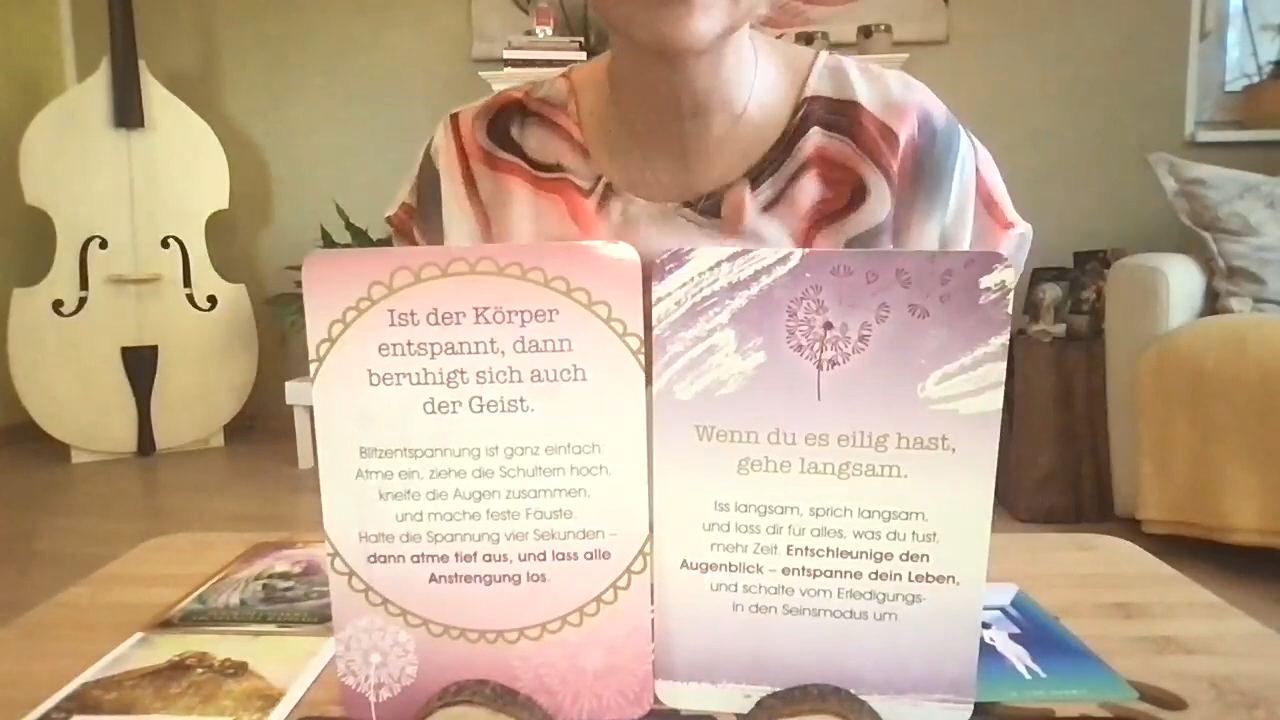 Ist der Körper
entspannt, dann
beruhigt sich auch
der Geist.
Blitzentspannung ist ganz einfach:
Atme ein, ziehe die Schultern hoch,
kneife die Augen zusammen,
und mache feste Fäuste.
Halte die Spannung vier Sekunden –
dann atme tief aus, und lass alle
Anstrengung los.
Wenn du es eilig hast,
gehe langsam.
Iss langsam, sprich langsam,
und lass dir für alles, was du tust,
mehr Zeit. Entschleunige den
Augenblick – entspanne dein Leben,
und schalte vom Erledigungs-
in den Seinsmodus um